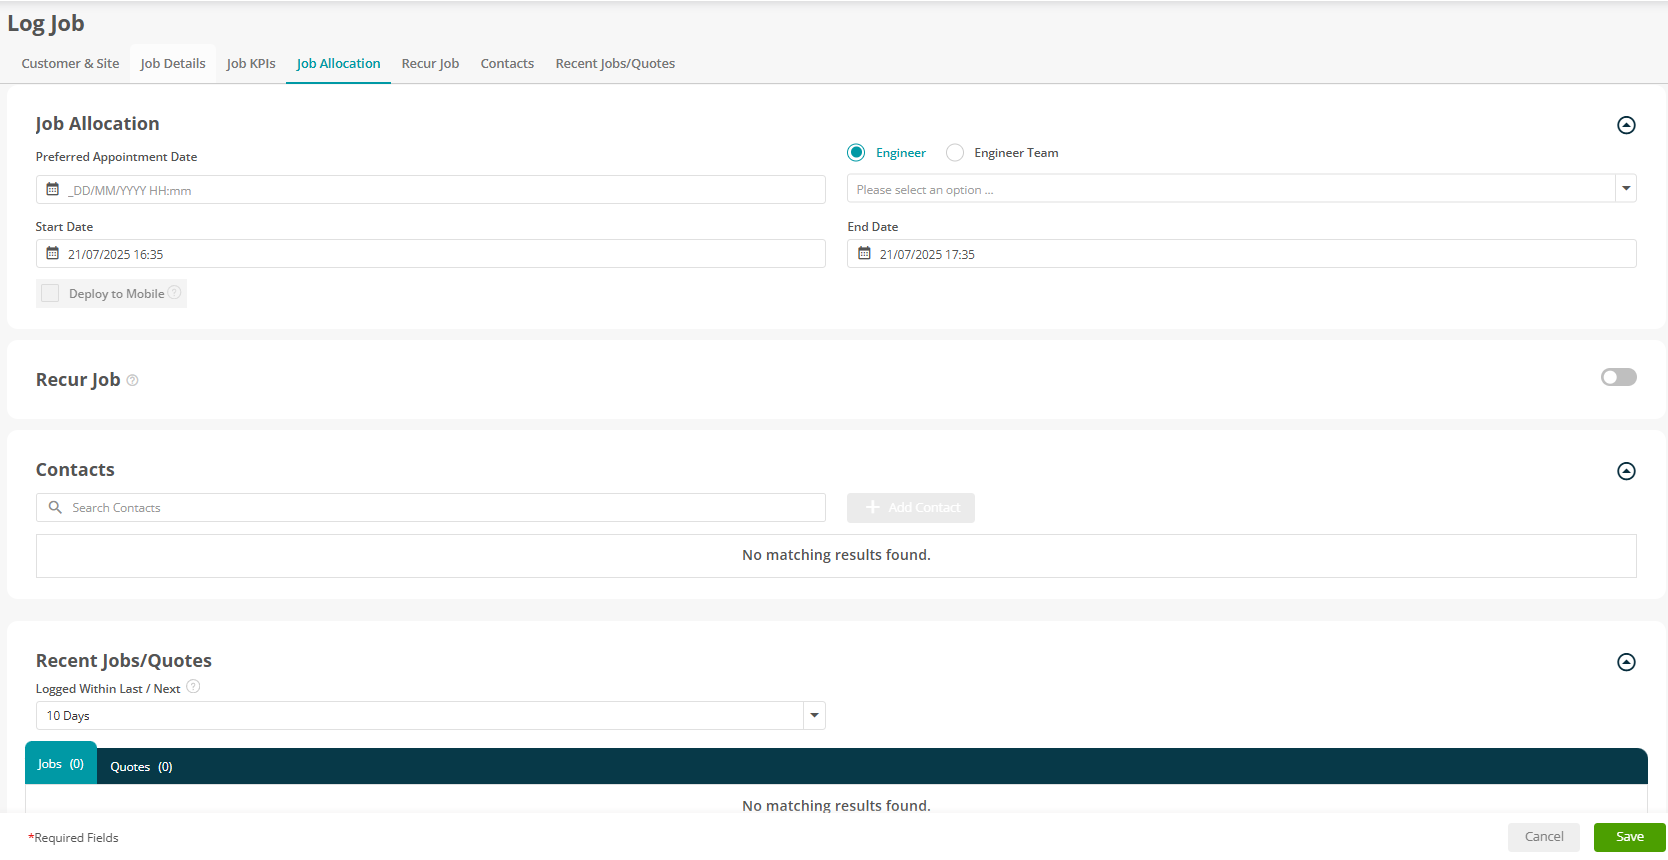 Log Job
Customer & Site Job Details Job KPIs Job Allocation Recur Job Contacts Recent Jobs/Quotes
Job Allocation
Preferred Appointment Date
Engineer Engineer Team
_DD/MM/YYYY HH:mm
Please select an option ...
Start Date
End Date
21/07/2025 16:35
21/07/2025 17:35
Deploy to Mobile ?
Recur Job ?
Contacts
Search Contacts
+ Add Contact
No matching results found.
Recent Jobs/Quotes
Logged Within Last / Next ?
10 Days
Jobs (0) Quotes (0)
No matching results found.
*Required Fields
Cancel Save